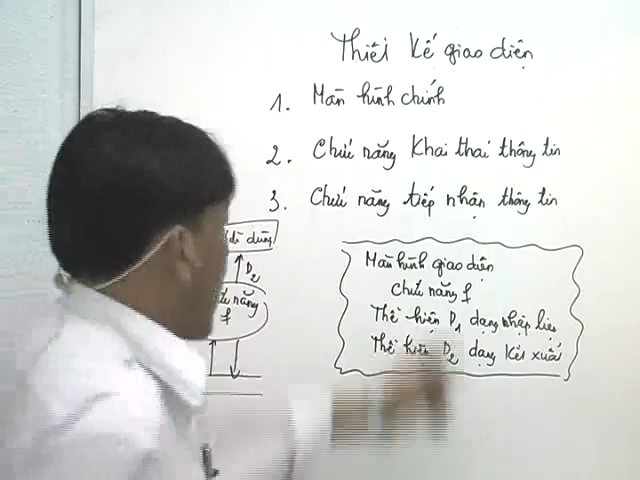 Thiết kế giao diện
1. Màn hình chính
2. Chức năng khai thác thông tin
3. Chức năng tiếp nhận thông tin
dùng
D2
năng
f
Màn hình giao diện
chức năng f
Thể hiện D1 dạng nhập liệu
Thể hiện D2 dạng kết xuất